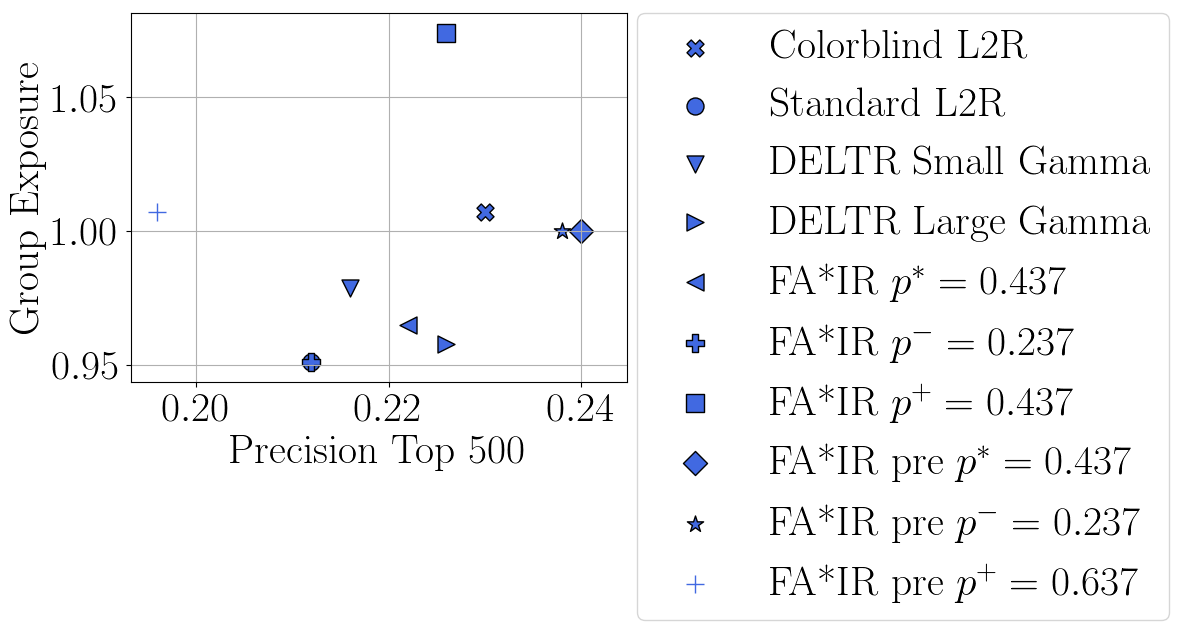 1.05
1.00
0.95
Group Exposure
0.20 0.22 0.24
Precision Top 500
Colorblind L2R
Standard L2R
DELTR Small Gamma
DELTR Large Gamma
FA*IR p* = 0.437
FA*IR p⁻ = 0.237
FA*IR p⁺ = 0.437
FA*IR pre p* = 0.437
FA*IR pre p⁻ = 0.237
FA*IR pre p⁺ = 0.637